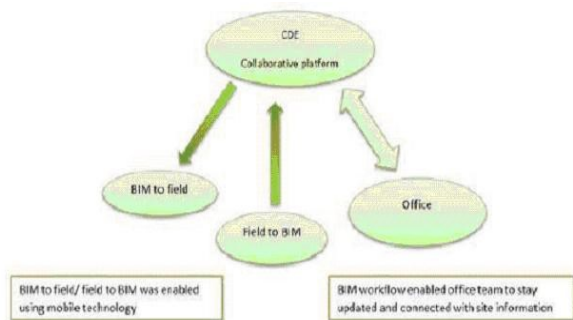 CDE
Collaborative platform
BIM to field
Field to BIM
Office
BIM to field/ field to BIM was enabled
using mobile technology
BIM workflow enabled office team to stay
updated and connected with site information